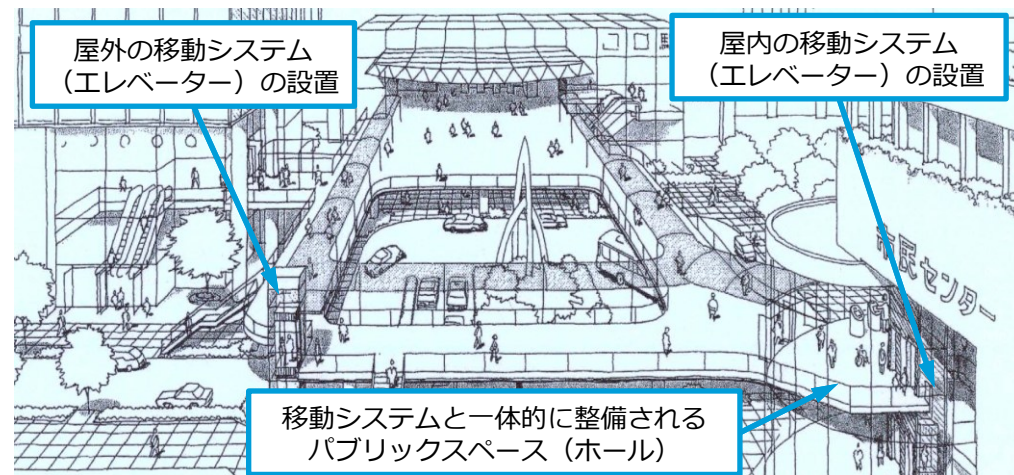 屋外の移動システム
（エレベーター）の設置
屋内の移動システム
（エレベーター）の設置
市民センター
移動システムと一体的に整備される
パブリックスペース（ホール）